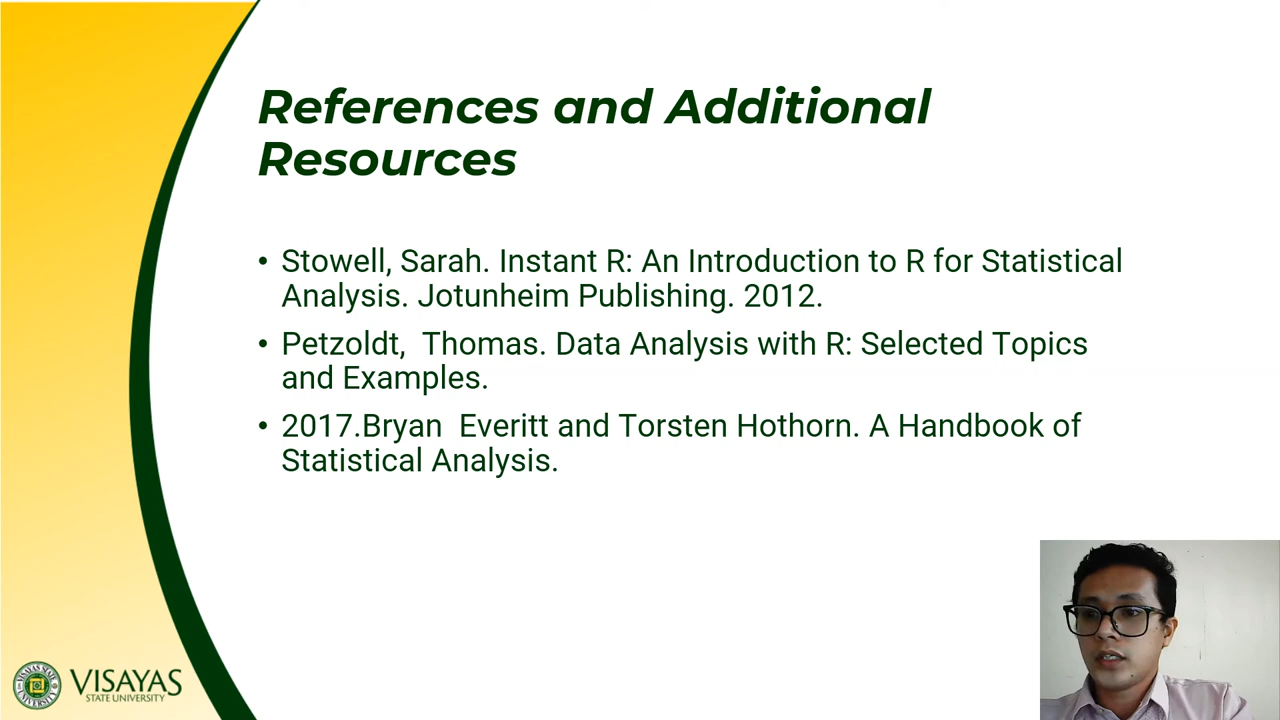 References and Additional
Resources
• Stowell, Sarah. Instant R: An Introduction to R for Statistical
Analysis. Jotunheim Publishing. 2012.
• Petzoldt,  Thomas. Data Analysis with R: Selected Topics
and Examples.
• 2017.Bryan  Everitt and Torsten Hothorn. A Handbook of
Statistical Analysis.
VISAYAS
STATE UNIVERSITY